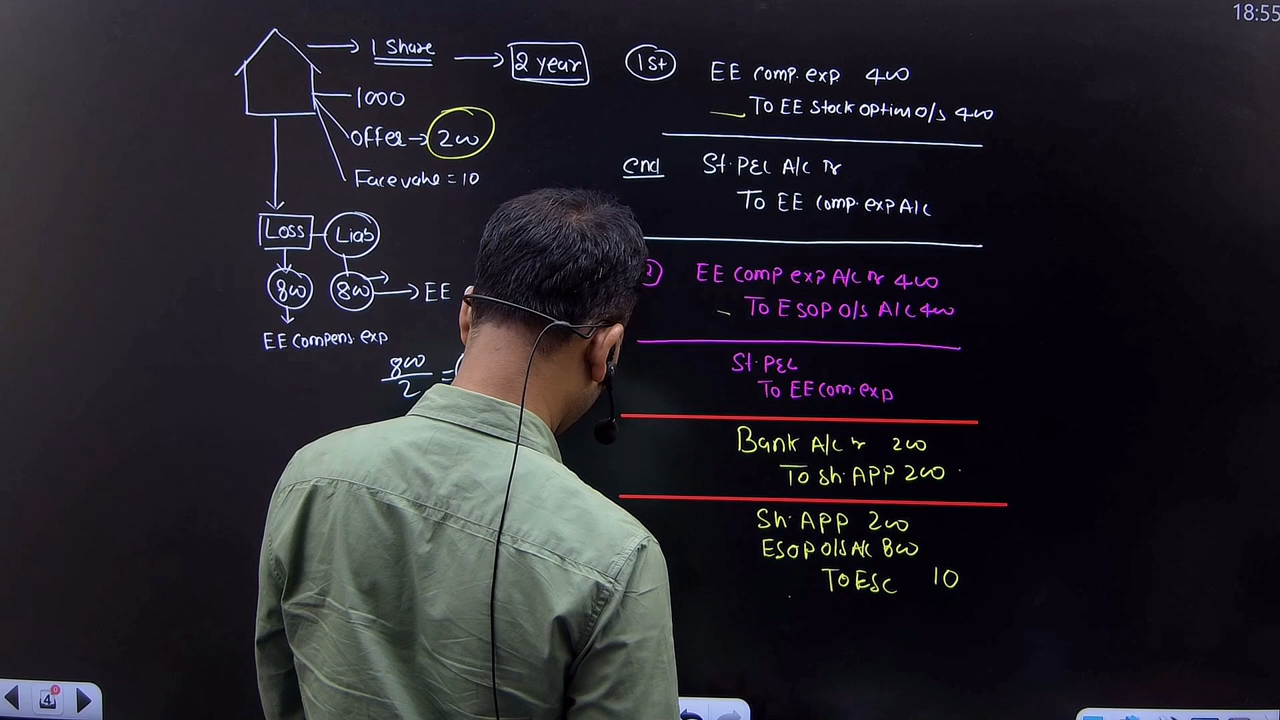 18:55
1 Share → 2 year
1000
offer → 200
Face value = 10
Loss Liab
800 800 → EE
EE compens exp
800
2
=
1st
EE comp. exp 400
To EE Stock option o/s 400
end
St. P&L A/c Dr
To EE comp. exp A/c
EE comp exp A/c Dr 400
To ESOP o/s A/c 400
St. P&L
To EE com. exp
Bank A/c Dr 200
To Sh. APP 200
Sh. APP 200
ESOP o/s A/c 800
To ESC 10
4
0